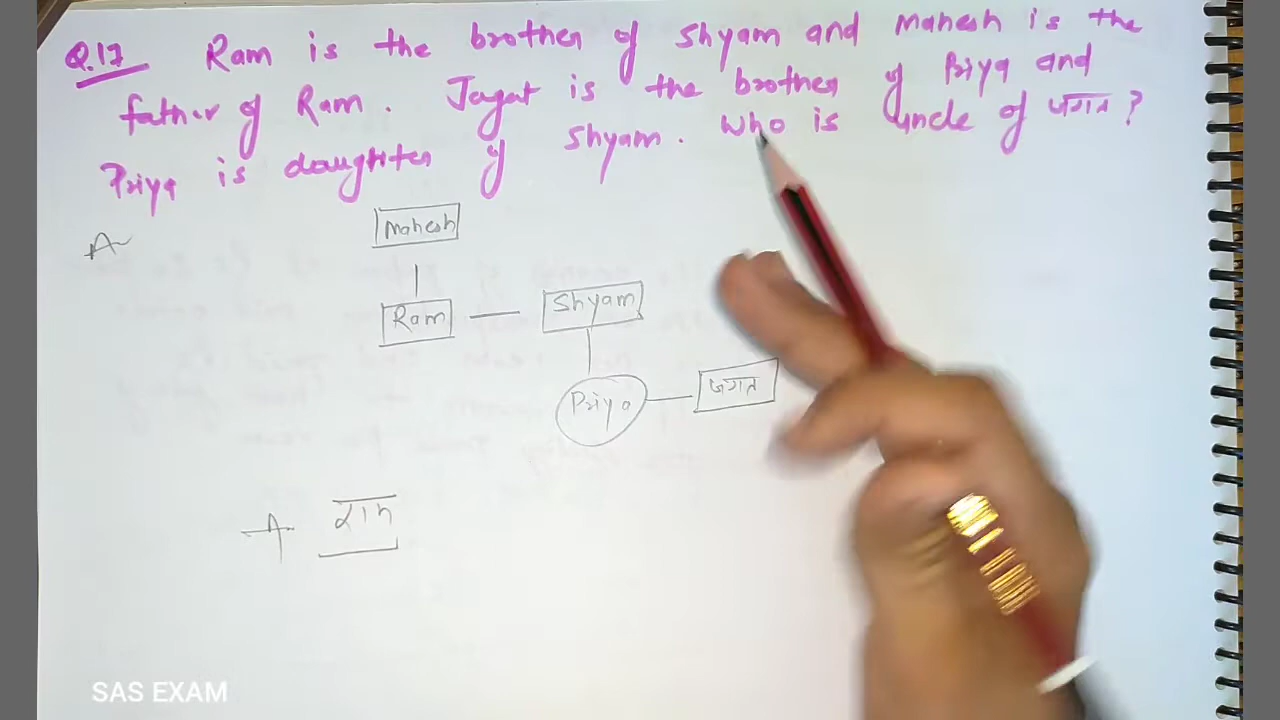 Q.17 Ram is the brother of Shyam and Mahesh is the
father of Ram. Jagat is the brother of Priya and
Priya is daughter of Shyam. Who is uncle of जगत?
A
Mahesh
Ram
Shyam
Priya
जगत
A राम
SAS EXAM